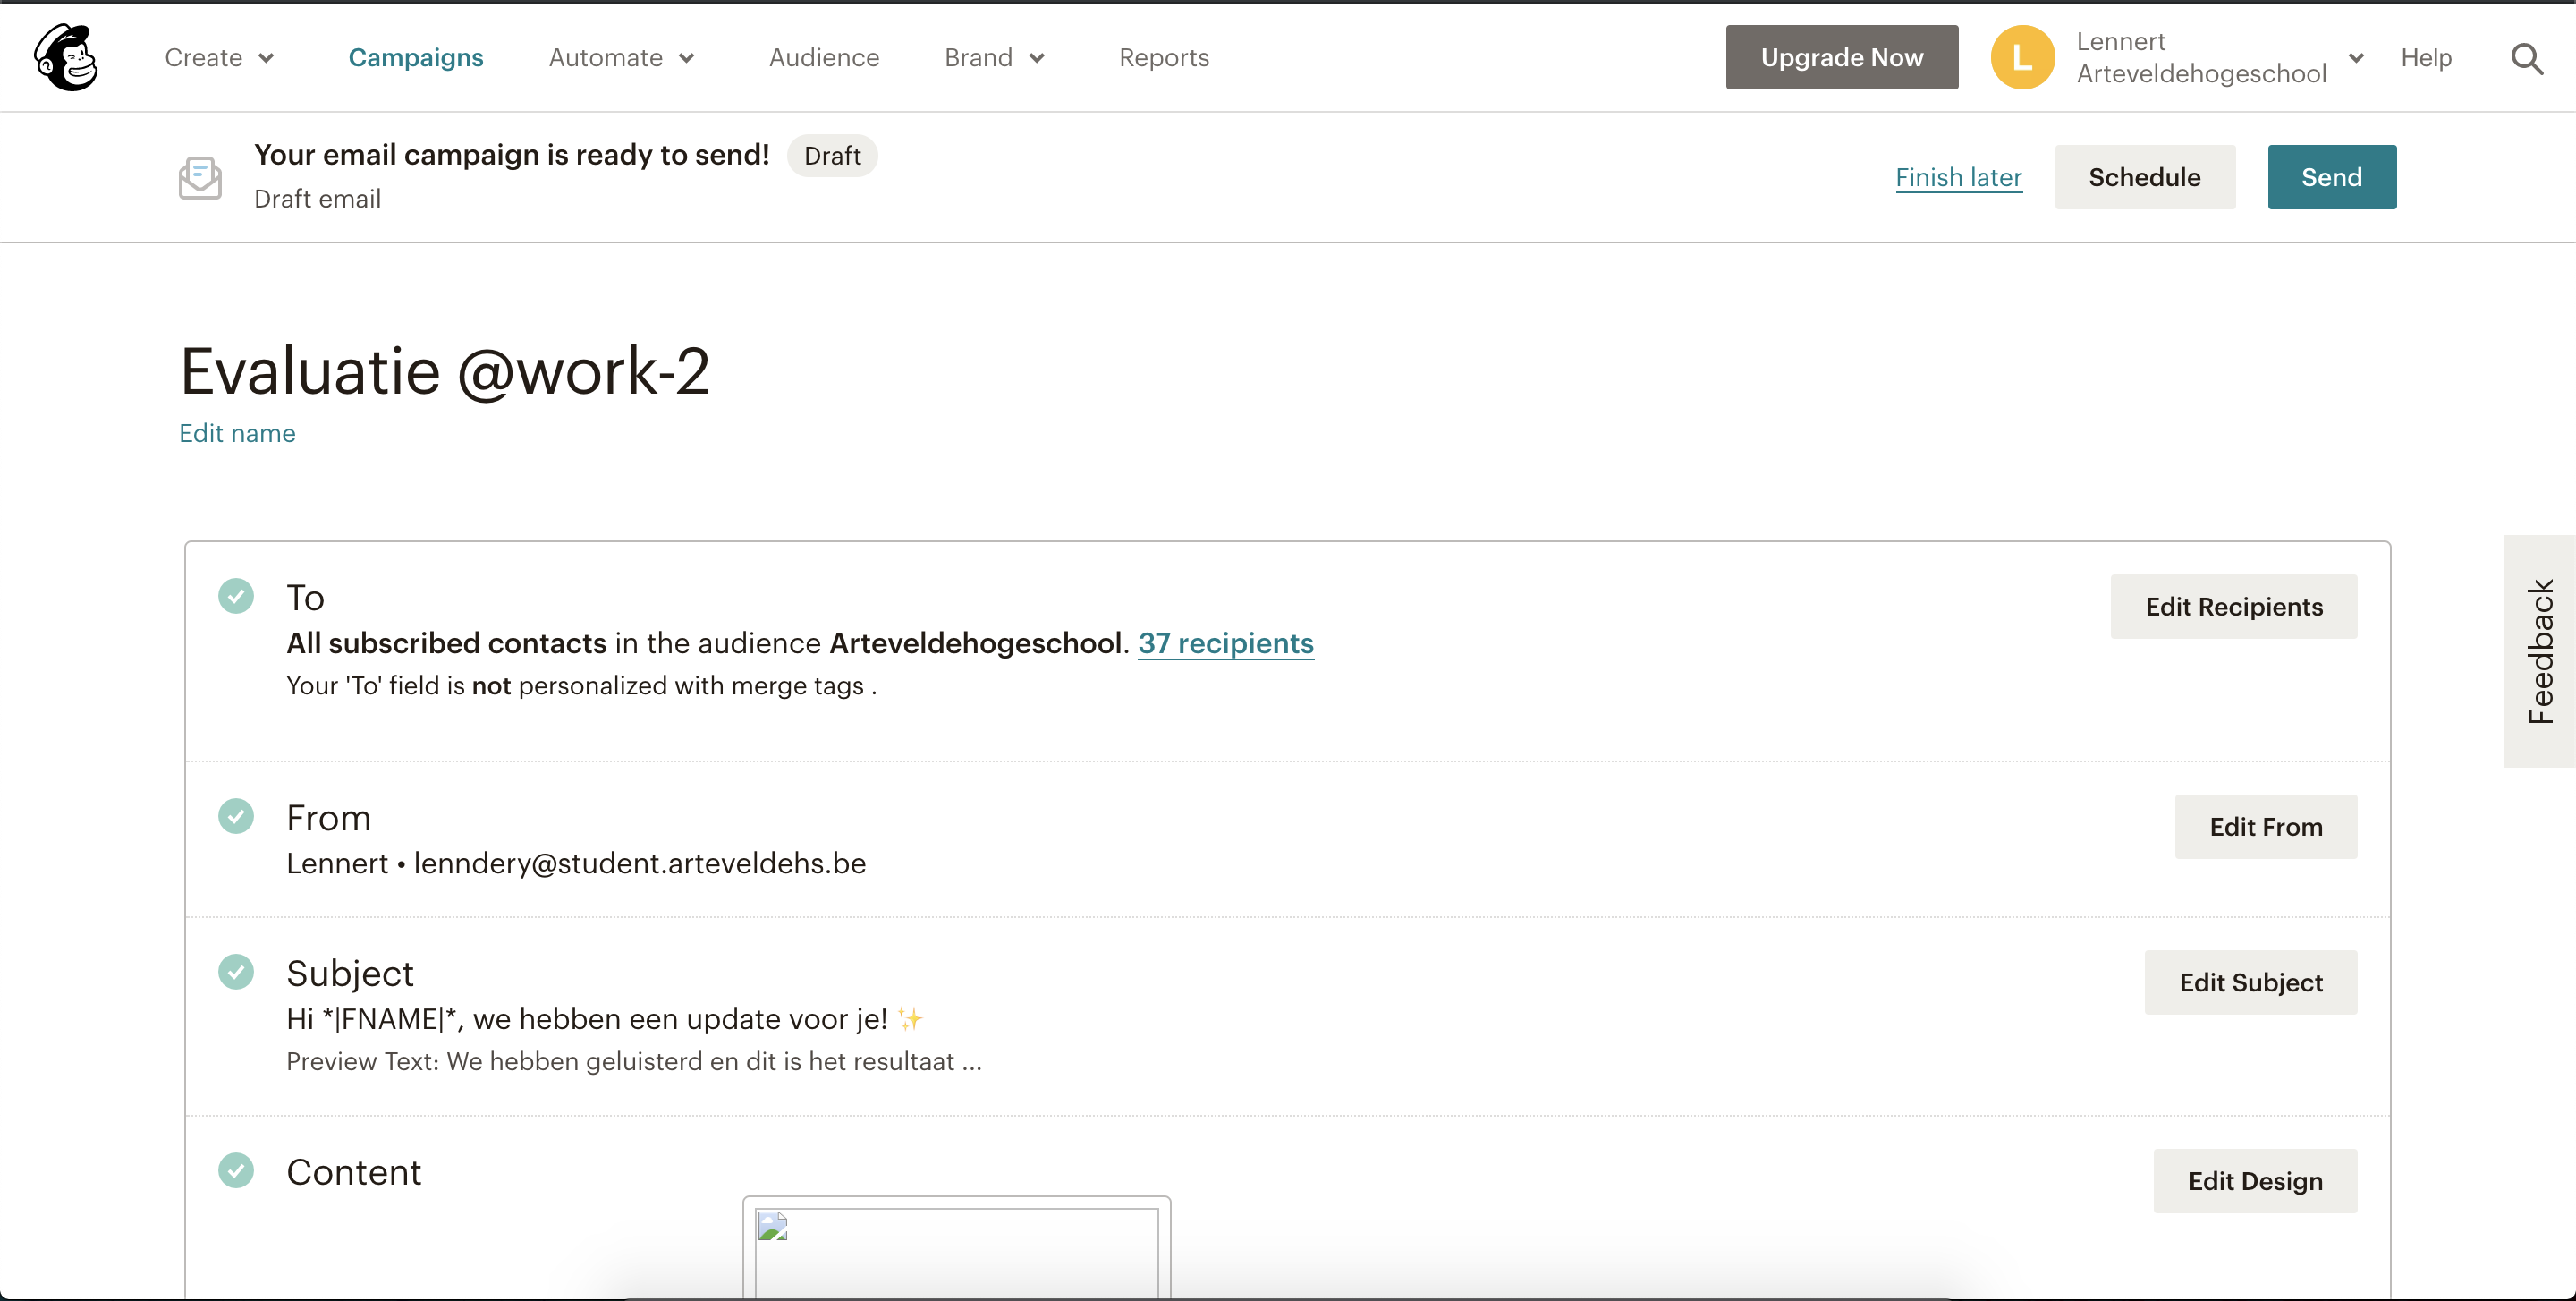 Create
Campaigns
Automate
Audience
Brand
Reports
Upgrade Now
L
Lennert
Arteveldehogeschool
Help
Your email campaign is ready to send!
Draft
Draft email
Finish later
Schedule
Send
Evaluatie @work-2
Edit name
To
All subscribed contacts in the audience Arteveldehogeschool. 37 recipients
Your 'To' field is not personalized with merge tags .
Edit Recipients
Feedback
From
Lennert • lenndery@student.arteveldehs.be
Edit From
Subject
Hi *|FNAME|*, we hebben een update voor je! ✨
Preview Text: We hebben geluisterd en dit is het resultaat ...
Edit Subject
Content
Edit Design